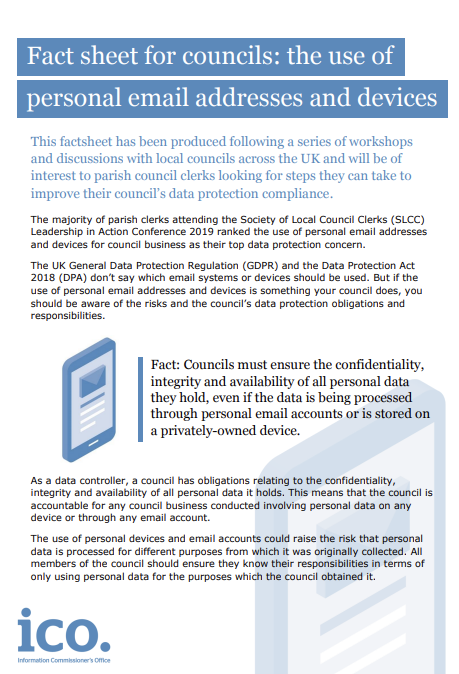 Fact sheet for councils: the use of
personal email addresses and devices
This factsheet has been produced following a series of workshops
and discussions with local councils across the UK and will be of
interest to parish council clerks looking for steps they can take to
improve their council's data protection compliance.
The majority of parish clerks attending the Society of Local Council Clerks (SLCC)
Leadership in Action Conference 2019 ranked the use of personal email addresses
and devices for council business as their top data protection concern.
The UK General Data Protection Regulation (GDPR) and the Data Protection Act
2018 (DPA) don't say which email systems or devices should be used. But if the
use of personal email addresses and devices is something your council does, you
should be aware of the risks and the council's data protection obligations and
responsibilities.
Fact: Councils must ensure the confidentiality,
integrity and availability of all personal data
they hold, even if the data is being processed
through personal email accounts or is stored on
a privately-owned device.
As a data controller, a council has obligations relating to the confidentiality,
integrity and availability of all personal data it holds. This means that the council is
accountable for any council business conducted involving personal data on any
device or through any email account.
The use of personal devices and email accounts could raise the risk that personal
data is processed for different purposes from which it was originally collected. All
members of the council should ensure they know their responsibilities in terms of
only using personal data for the purposes which the council obtained it.
ico.
Information Commissioner's Office